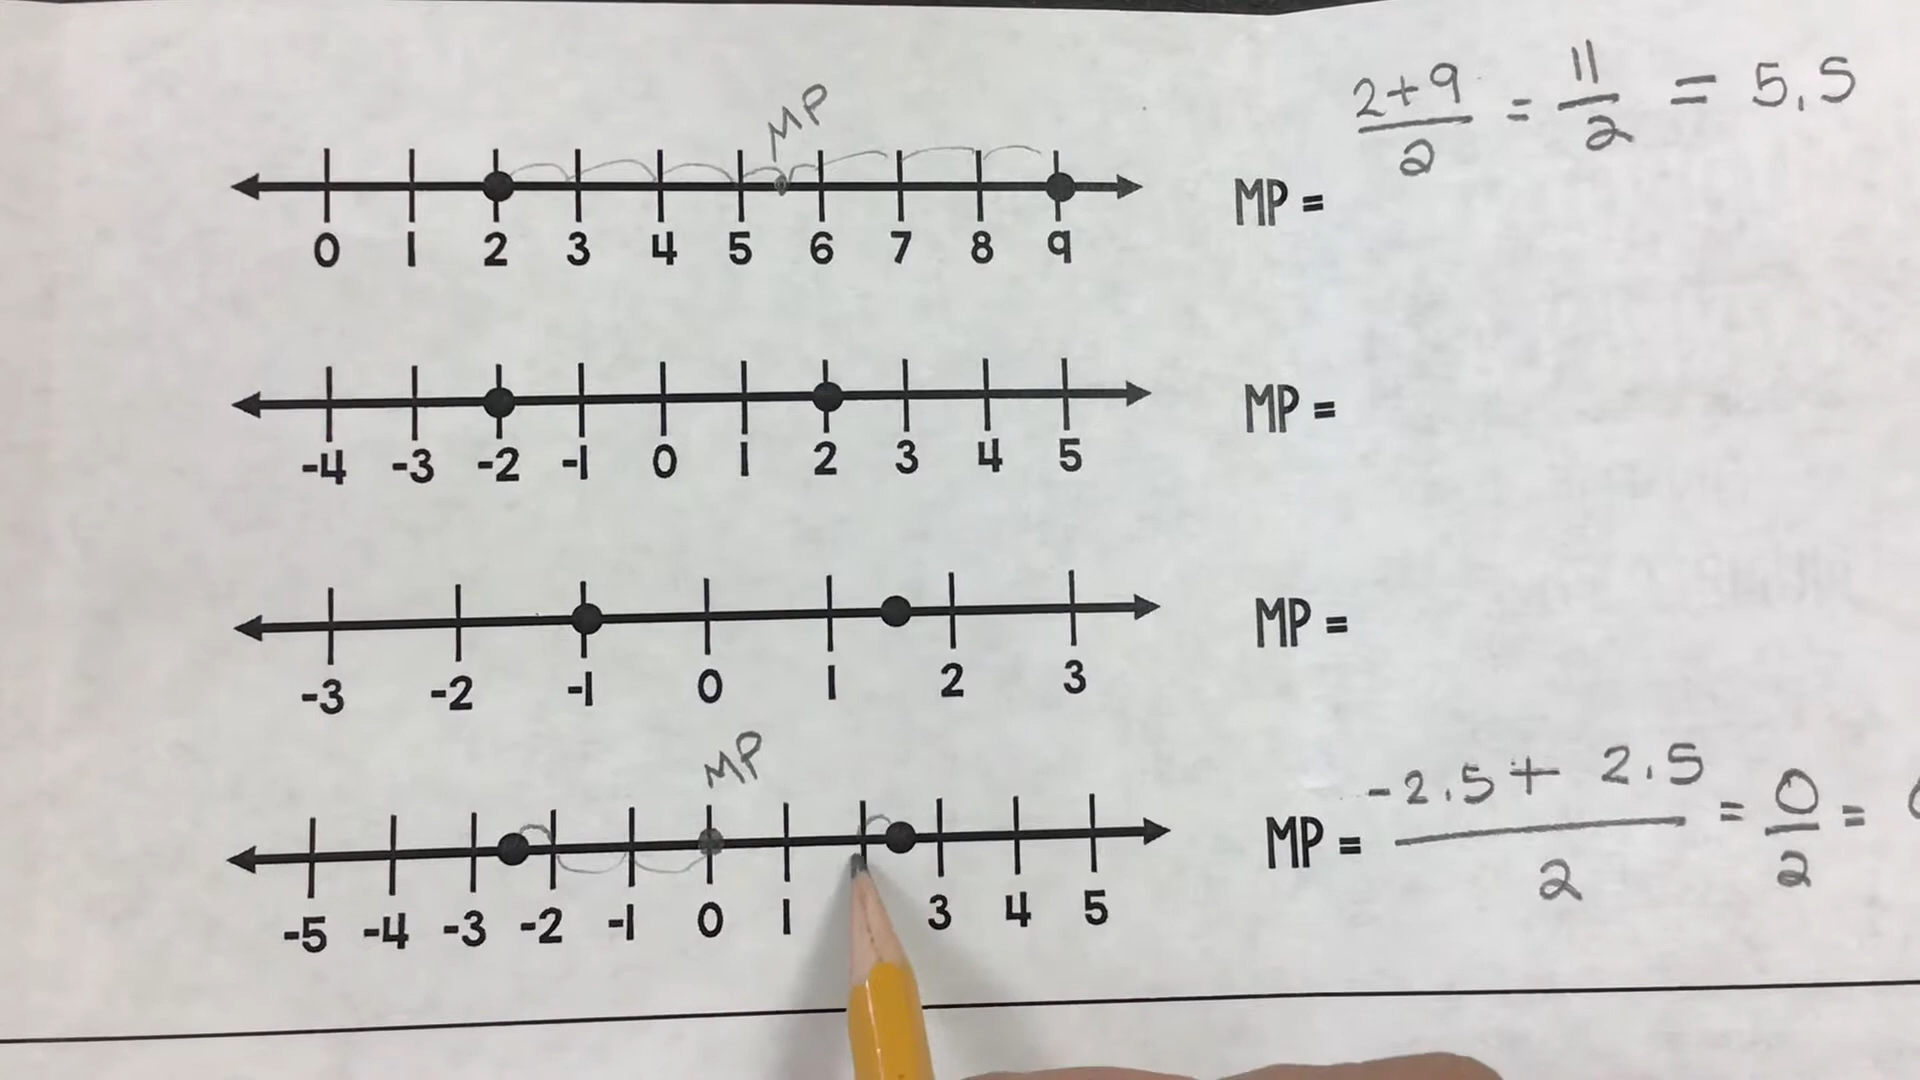 MP
2+9/2 = 11/2 = 5.5
MP =
0 1 2 3 4 5 6 7 8 9
MP =
-4 -3 -2 -1 0 1 2 3 4 5
MP =
-3 -2 -1 0 1 2 3
MP
MP = -2.5 + 2.5/2 = 0/2 =
-5 -4 -3 -2 -1 0 1 3 4 5